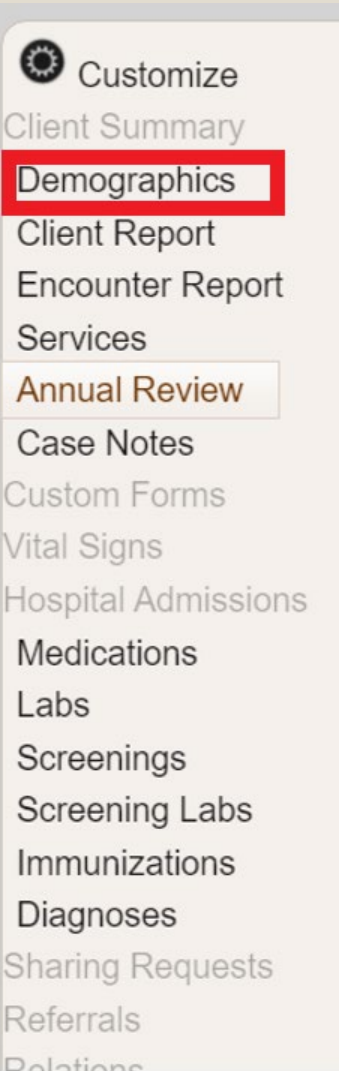 Customize
Client Summary
Demographics
Client Report
Encounter Report
Services
Annual Review
Case Notes
Custom Forms
Vital Signs
Hospital Admissions
Medications
Labs
Screenings
Screening Labs
Immunizations
Diagnoses
Sharing Requests
Referrals
Relations